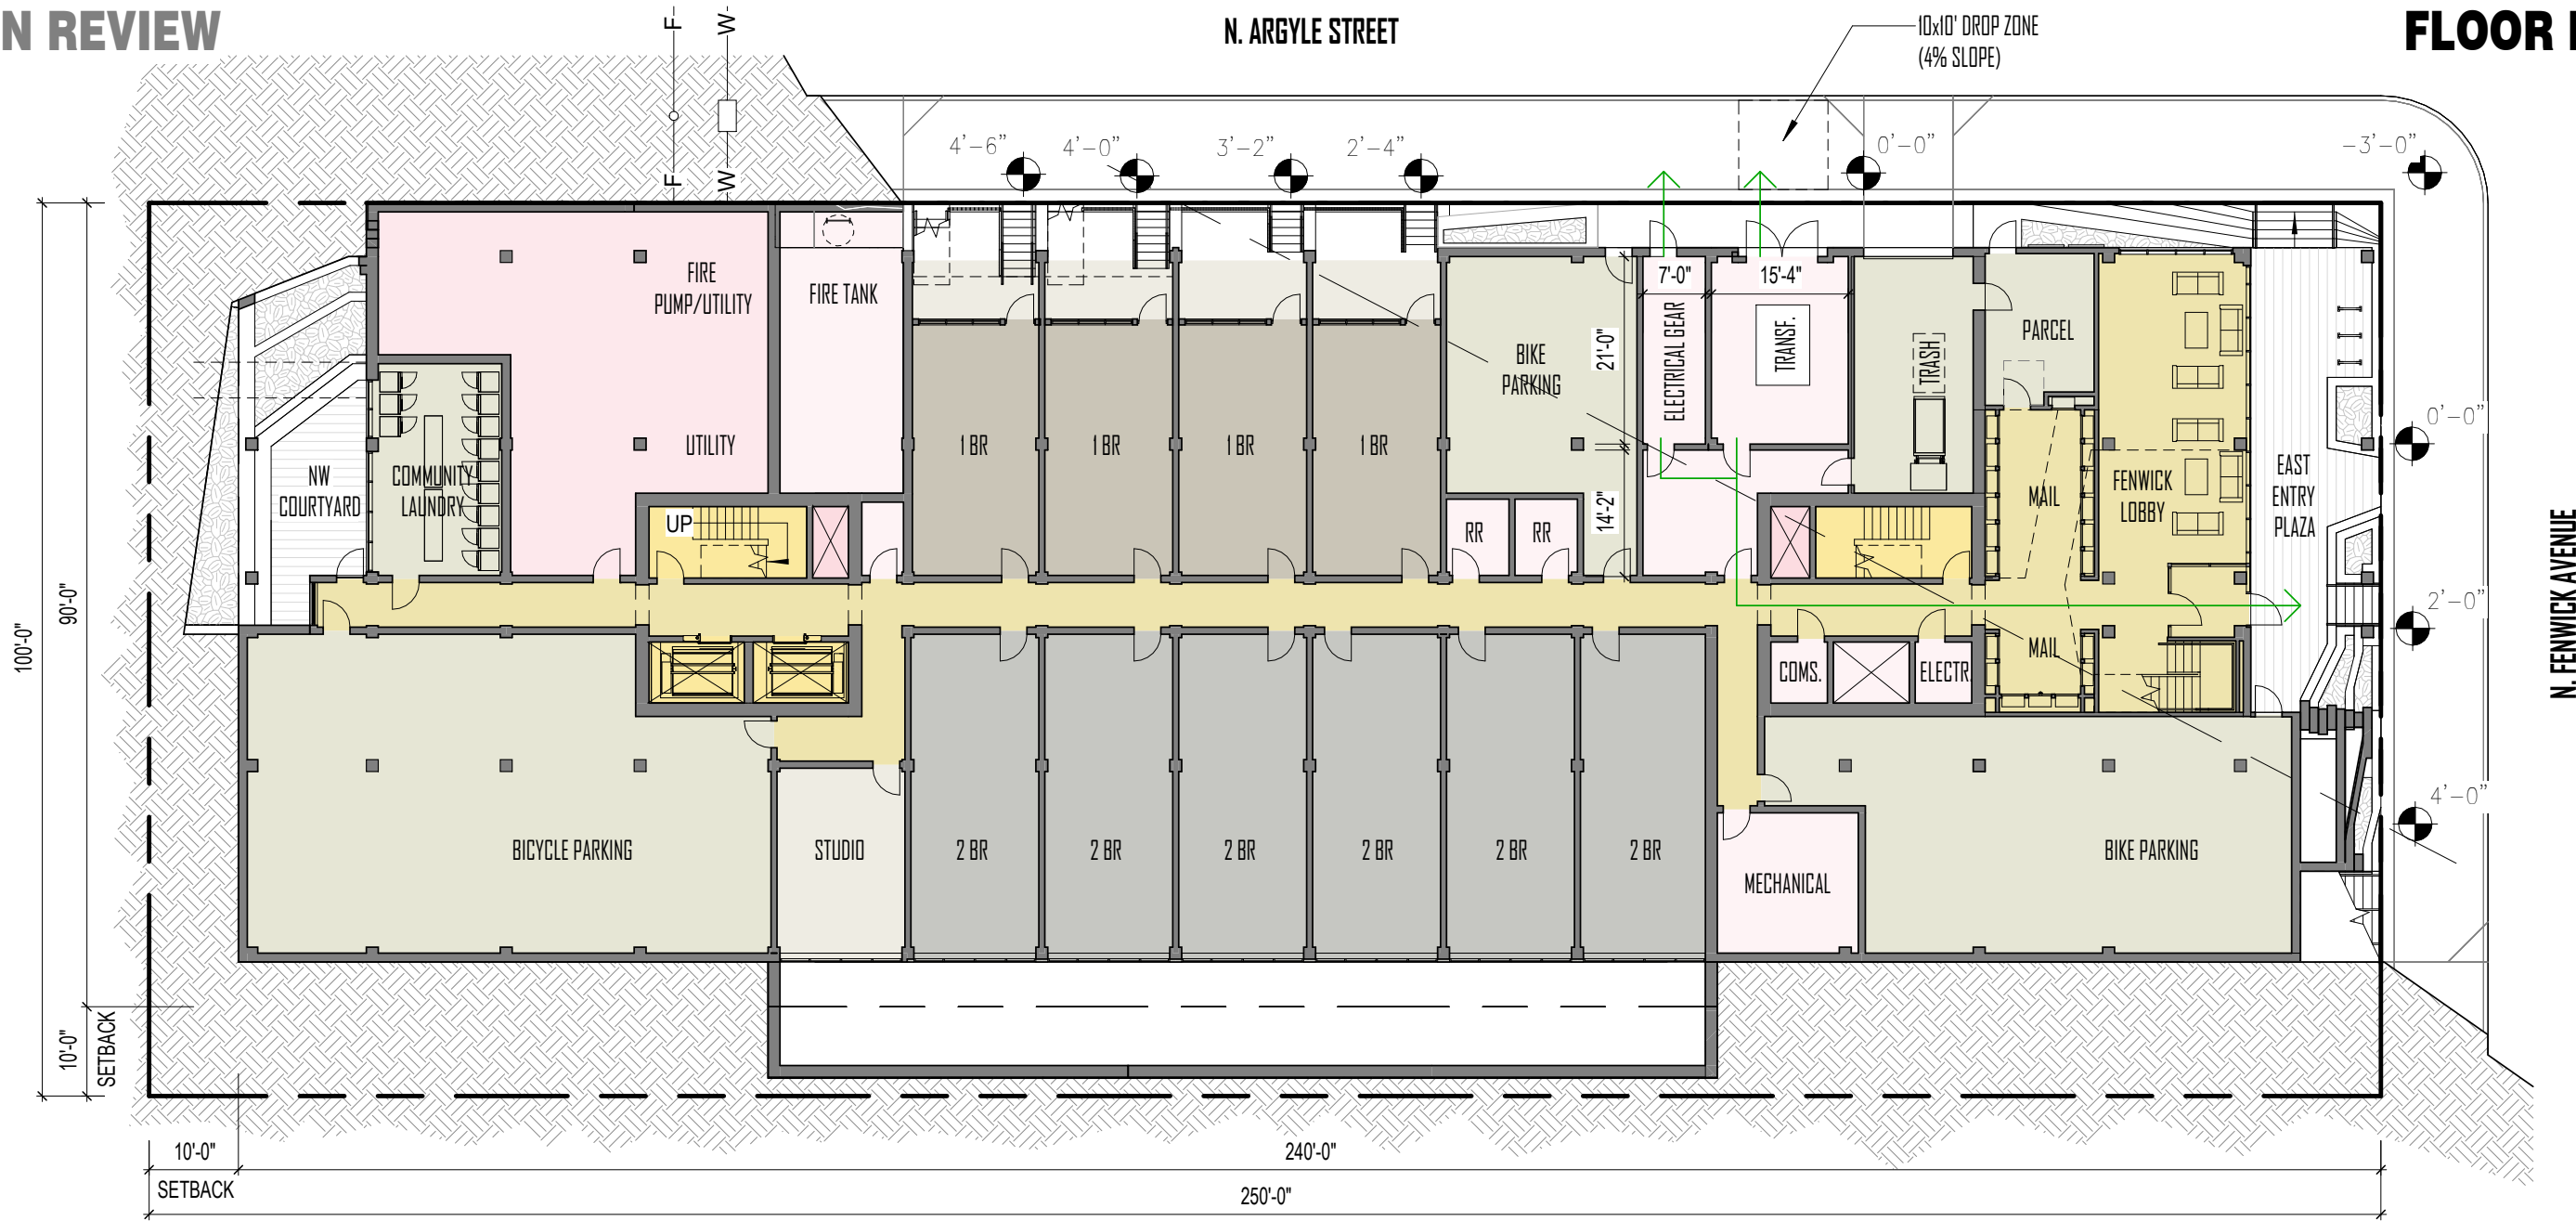 N REVIEW
N. ARGYLE STREET
10x10' DROP ZONE
(4% SLOPE)
FLOOR
F
W
F
W
4'-6"
4'-0"
3'-2"
2'-4"
0'-0"
-3'-0"
FIRE
PUMP/UTILITY
FIRE TANK
7'-0"
15'-4"
ELECTRICAL GEAR
TRANSF.
TRASH
PARCEL
BIKE
PARKING
21'-0"
14'-2"
UTILITY
1 BR
1 BR
1 BR
1 BR
0'-0"
NW
COURTYARD
COMMUNITY
LAUNDRY
UP
RR
RR
MAIL
FENWICK
LOBBY
EAST
ENTRY
PLAZA
N. FENWICK AVENUE
2'-0"
100'-0"
90'-0"
MAIL
COMS.
ELECTR.
4'-0"
BICYCLE PARKING
STUDIO
2 BR
2 BR
2 BR
2 BR
2 BR
2 BR
MECHANICAL
BIKE PARKING
10'-0"
SETBACK
10'-0"
SETBACK
240'-0"
250'-0"